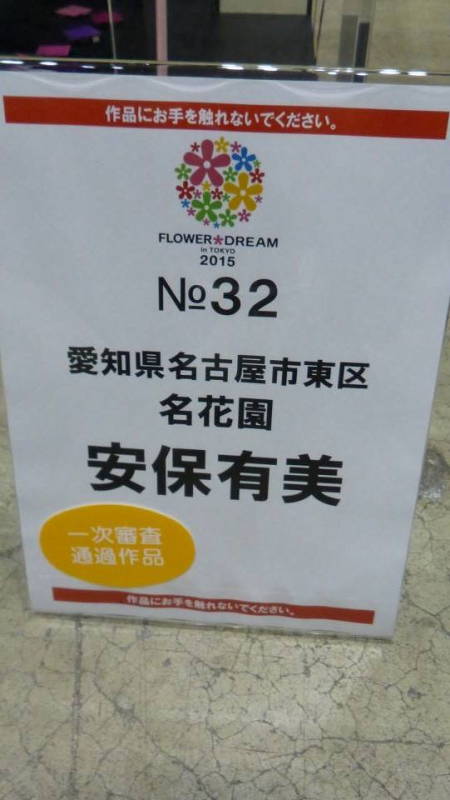 作品にお手を触れないでください。
FLOWER*DREAM
in TOKYO
2015
№32
愛知県名古屋市東区
名花園
安保有美
一次審査
通過作品
作品にお手を触れないでください。